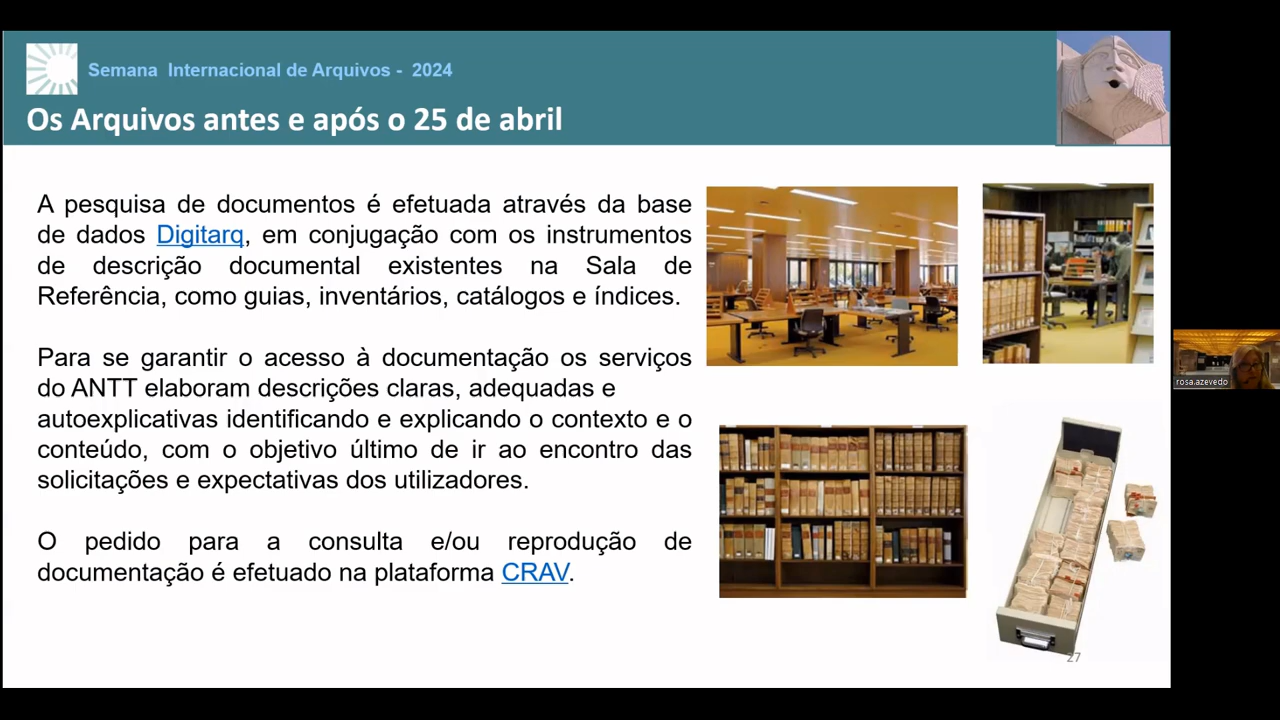 Semana Internacional de Arquivos - 2024
Os Arquivos antes e após o 25 de abril
A pesquisa de documentos é efetuada através da base
de dados Digitarq, em conjugação com os instrumentos
de descrição documental existentes na Sala de
Referência, como guias, inventários, catálogos e índices.
Para se garantir o acesso à documentação os serviços
do ANTT elaboram descrições claras, adequadas e
autoexplicativas identificando e explicando o contexto e o
conteúdo, com o objetivo último de ir ao encontro das
solicitações e expectativas dos utilizadores.
O pedido para a consulta e/ou reprodução de
documentação é efetuado na plataforma CRAV.
27
rosa.azevedo